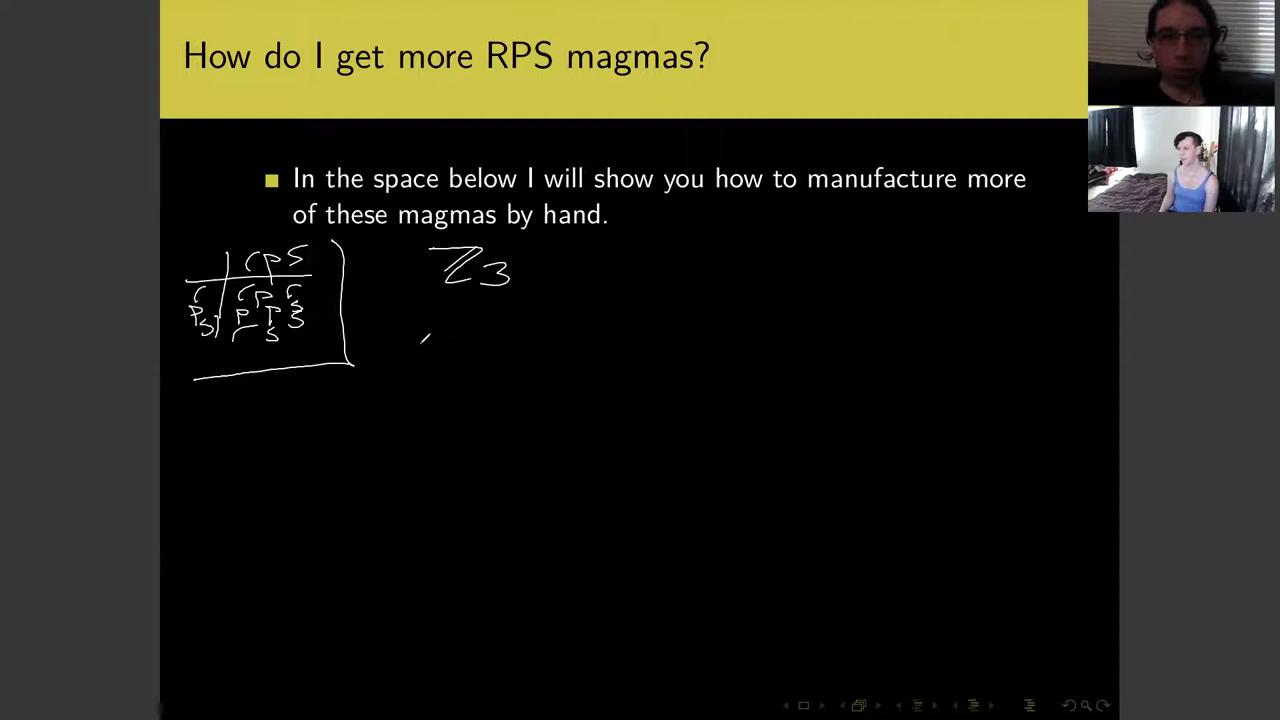 How do I get more RPS magmas?
In the space below I will show you how to manufacture more
of these magmas by hand.
r p s
r r p r
p p p s
s r s s
ℤ3